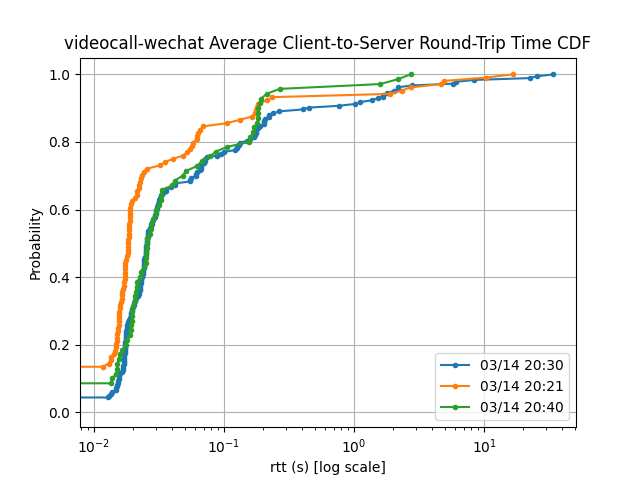 videocall-wechat Average Client-to-Server Round-Trip Time CDF
Probability
1.0
0.8
0.6
0.4
0.2
0.0
10⁻² 10⁻¹ 10⁰ 10¹
rtt (s) [log scale]
03/14 20:30
03/14 20:21
03/14 20:40